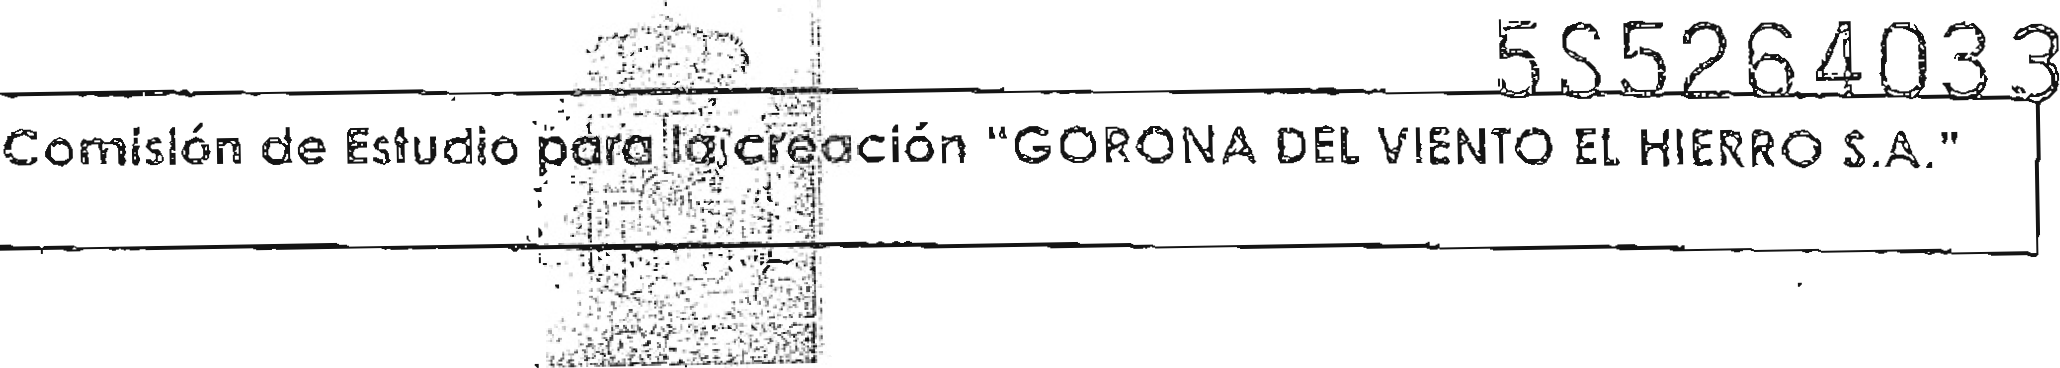 5S5264033
Comisión de Estudio para la creación "GORONA DEL VIENTO EL HIERRO S.A."